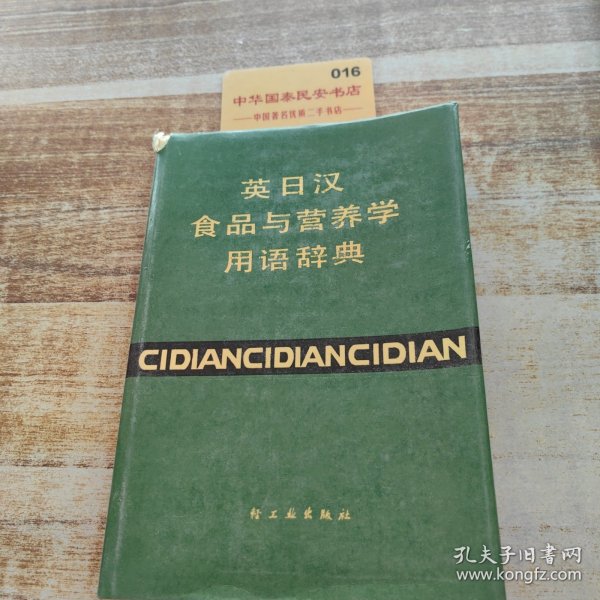 016
中华国泰民安书店
中国著名优质二手书店
英日汉
食品与营养学
用语辞典
CIDIANCIDIANCIDIAN
轻工业出版社
孔夫子旧书网
www.kongfz.com